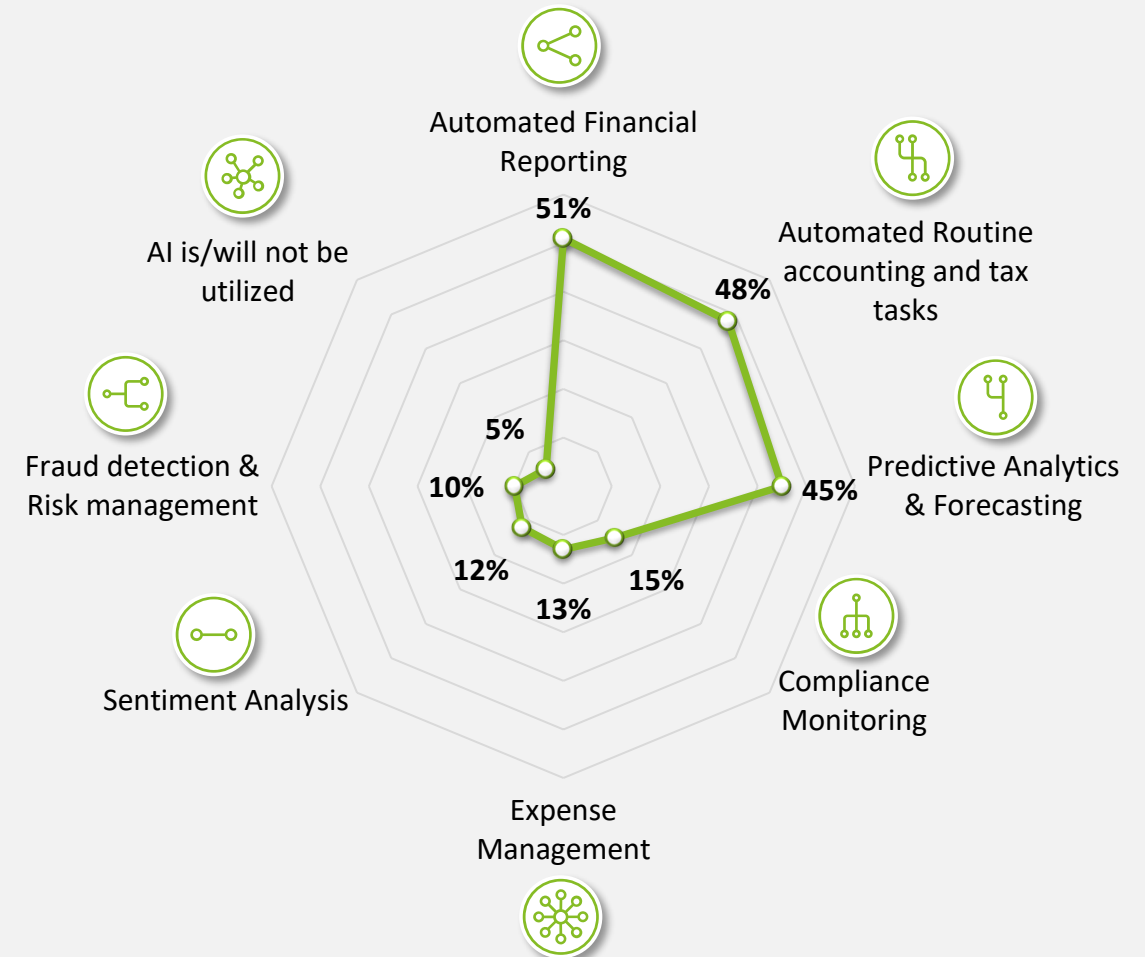 Automated Financial
Reporting
51%
AI is/will not be
utilized
Automated Routine
accounting and tax
tasks
48%
5%
Fraud detection &
Risk management
10%
45%
Predictive Analytics
& Forecasting
12%
13%
15%
Sentiment Analysis
Compliance
Monitoring
Expense
Management